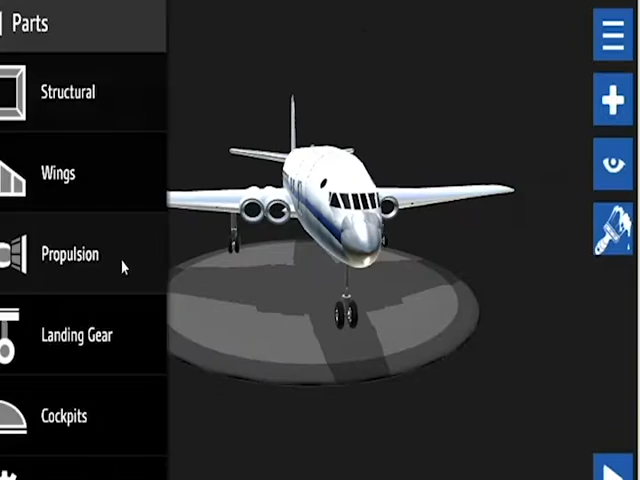 Parts
Structural
Wings
Propulsion
Landing Gear
Cockpits